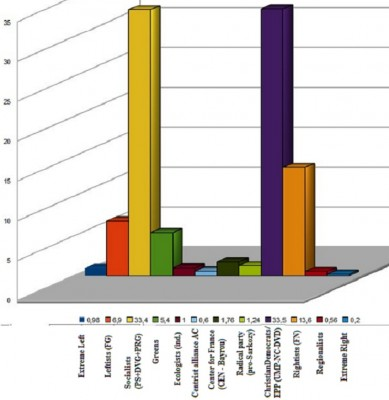 35
30
25
20
15
10
5
0
0,98 6,9 33,4 5,4 1 0,6 1,76 1,24 33,5 13,6 0,56 0,2
Extreme Left
Leftists (FG)
Socialists
(PS+DVG+PRG)
Greens
Ecologists (ind.)
Centrist alliance AC
Center for France
(CEN - Bayrou)
Radical party
(pro-Sarkozy)
ChristianDemocrats/
EPP (UMP-NC-DVD)
Rightists (FN)
Regionalists
Extreme Right